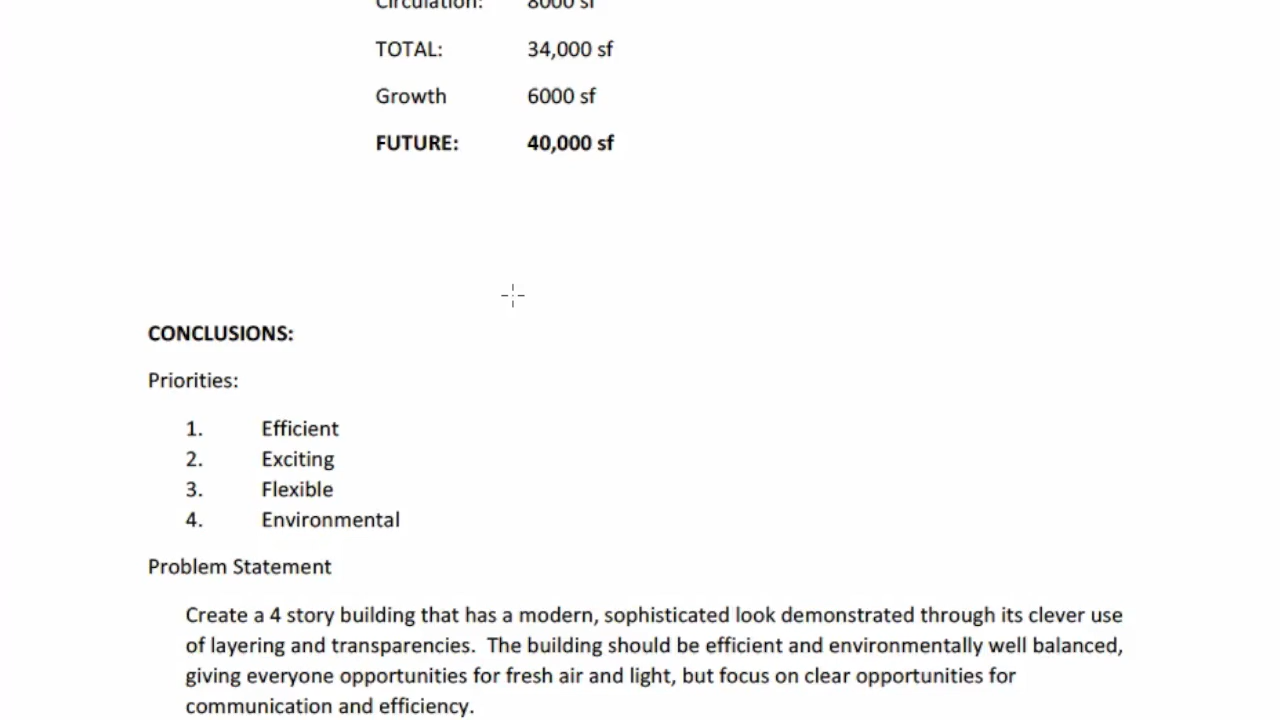 Circulation: 8000 sf
TOTAL: 34,000 sf
Growth 6000 sf
FUTURE: 40,000 sf
CONCLUSIONS:
Priorities:
1. Efficient
2. Exciting
3. Flexible
4. Environmental
Problem Statement
Create a 4 story building that has a modern, sophisticated look demonstrated through its clever use
of layering and transparencies.  The building should be efficient and environmentally well balanced,
giving everyone opportunities for fresh air and light, but focus on clear opportunities for
communication and efficiency.